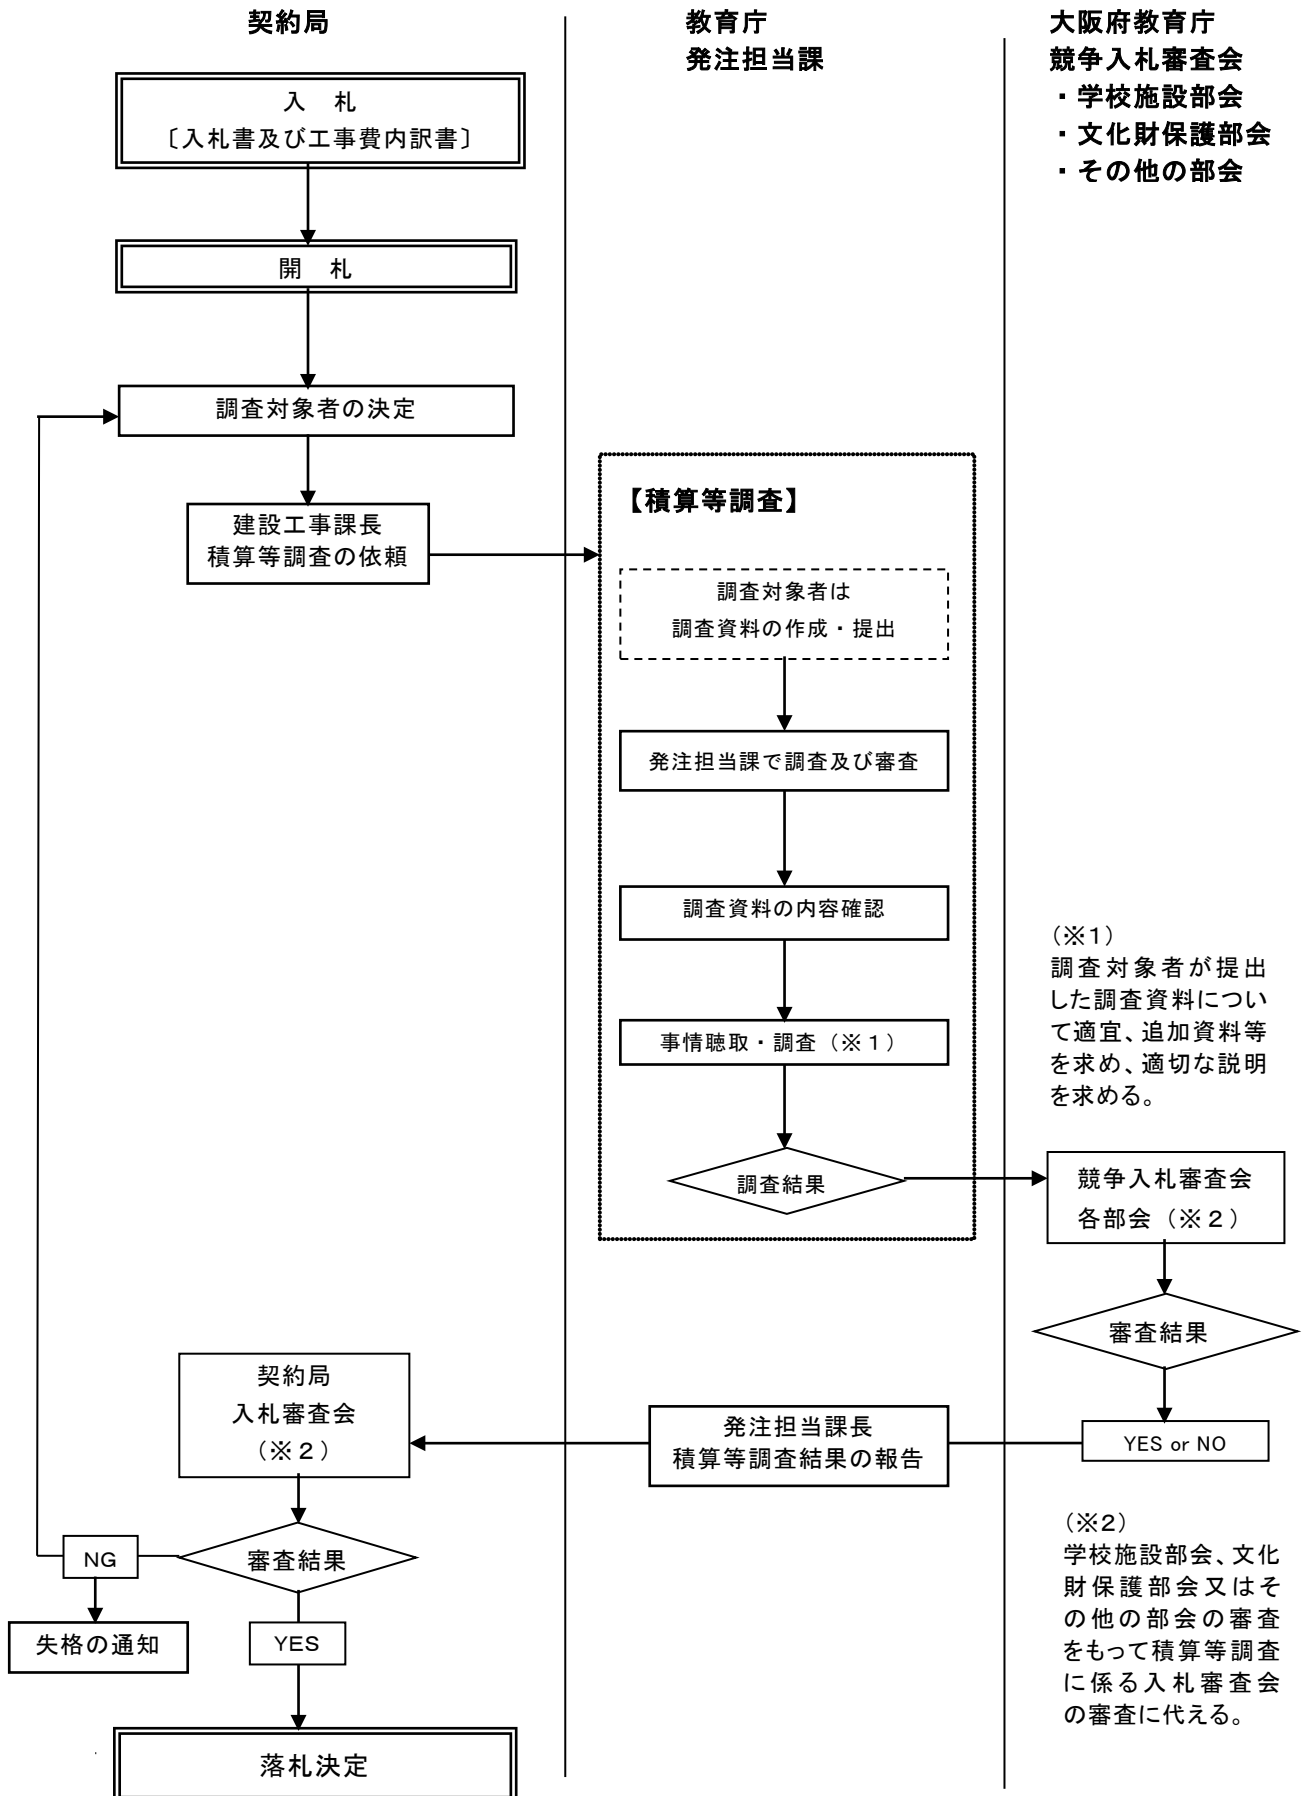 契約局
教育庁
発注担当課
大阪府教育庁
競争入札審査会
・学校施設部会
・文化財保護部会
・その他の部会
入　札
〔入札書及び工事費内訳書〕
開　札
調査対象者の決定
建設工事課長
積算等調査の依頼
【積算等調査】
調査対象者は
調査資料の作成・提出
発注担当課で調査及び審査
調査資料の内容確認
事情聴取・調査（※１）
調査結果
(※1)
調査対象者が提出
した調査資料につい
て適宜、追加資料等
を求め、適切な説明
を求める。
競争入札審査会
各部会（※２）
審査結果
YES or NO
発注担当課長
積算等調査結果の報告
契約局
入札審査会
（※２）
審査結果
NG
失格の通知
YES
落札決定
(※2)
学校施設部会、文化
財保護部会又はそ
の他の部会の審査
をもって積算等調査
に係る入札審査会
の審査に代える。